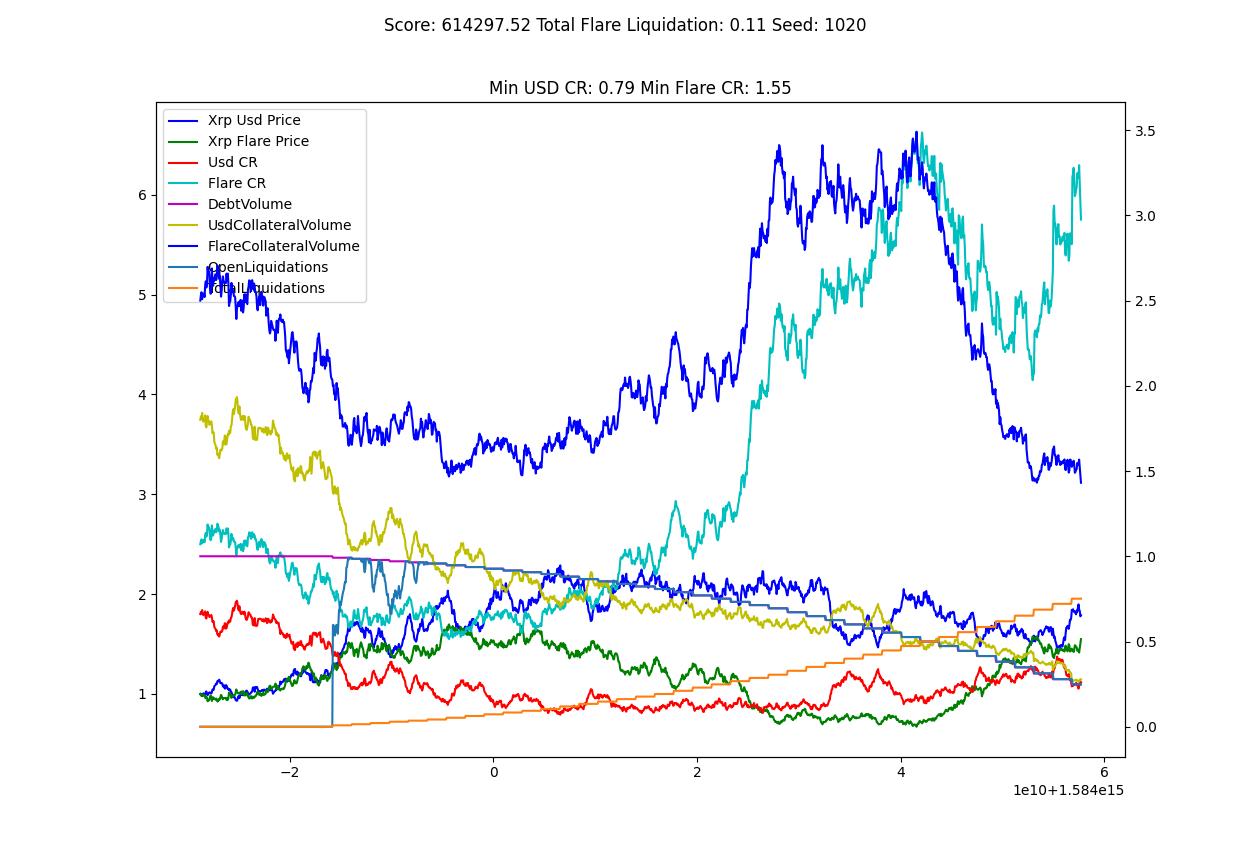 Score: 614297.52 Total Flare Liquidation: 0.11 Seed: 1020
Min USD CR: 0.79 Min Flare CR: 1.55
Xrp Usd Price
Xrp Flare Price
Usd CR
Flare CR
DebtVolume
UsdCollateralVolume
FlareCollateralVolume
OpenLiquidations
TotalLiquidations
6
5
4
3
2
1
3.5
3.0
2.5
2.0
1.5
1.0
0.5
0.0
−2
0
2
4
6
1e10+1.584e15